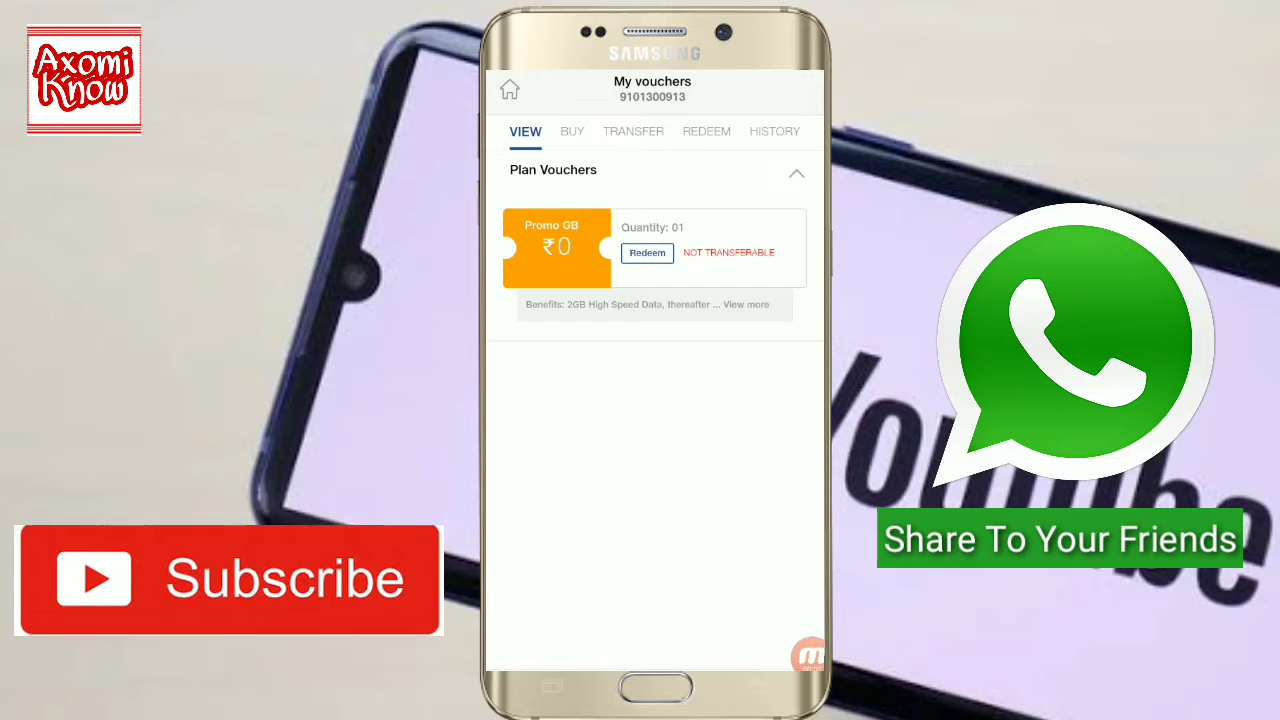 Axomi
Know
SAMSUNG
My vouchers
9101300913
VIEW BUY TRANSFER REDEEM HISTORY
Plan Vouchers
Promo GB
₹0
Quantity: 01
Redeem NOT TRANSFERABLE
Benefits: 2GB High Speed Data, thereafter ... View more
YouTube
Share To Your Friends
Subscribe